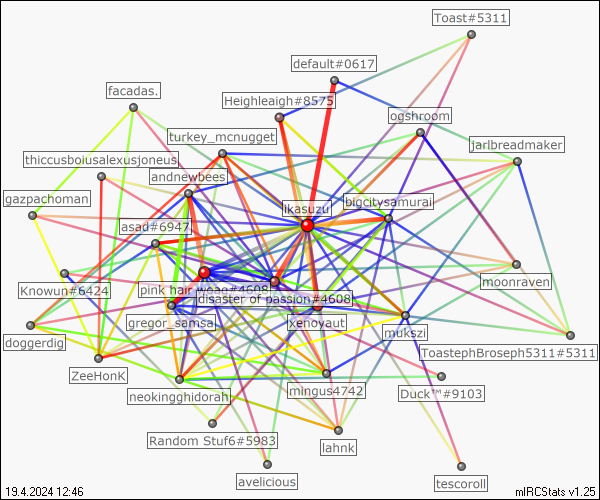 Toast#5311
default#0617
facadas.
Heighleaigh#8575
ogshroom
turkey_mcnugget
jarlbreadmaker
thiccusboiusalexusjoneus
andnewbees
gazpachoman
ikasuzu
bigcitysamurai
asad#6947
Knowun#6424
pink hair
#4608
moonraven
disaster of passion#4608
gregor_samsa
xenoyaut
mukszi
doggerdig
ToastephBroseph5311#5311
ZeeHonK
neokingghidorah
mingus4742
Duck™#9103
Random Stuf6#5983
lahnk
avelicious
tescoroll
19.4.2024 12:46
mIRCStats v1.25